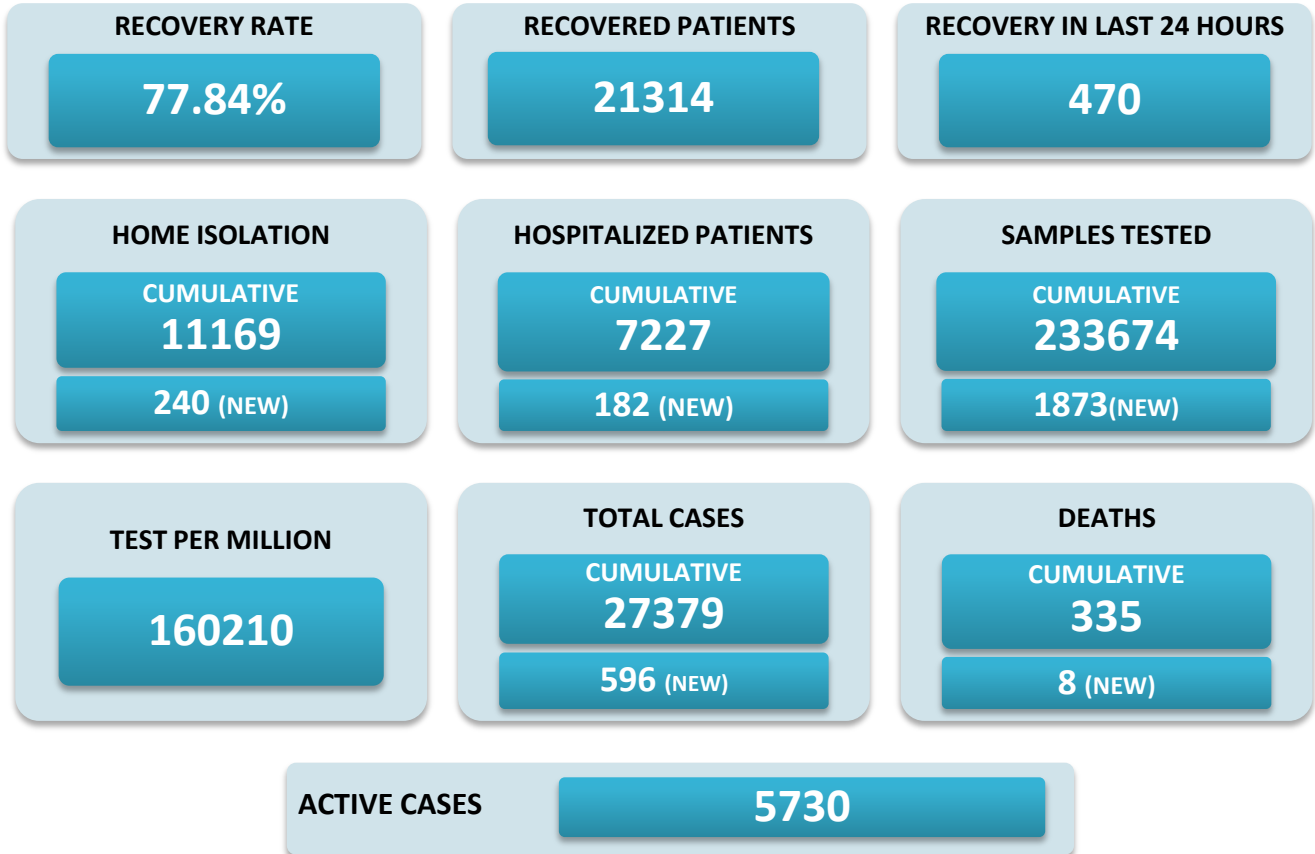 RECOVERY RATE
77.84%
RECOVERED PATIENTS
21314
RECOVERY IN LAST 24 HOURS
470
HOME ISOLATION
CUMULATIVE
11169
240 (NEW)
HOSPITALIZED PATIENTS
CUMULATIVE
7227
182 (NEW)
SAMPLES TESTED
CUMULATIVE
233674
1873(NEW)
TEST PER MILLION
160210
TOTAL CASES
CUMULATIVE
27379
596 (NEW)
DEATHS
CUMULATIVE
335
8 (NEW)
ACTIVE CASES
5730